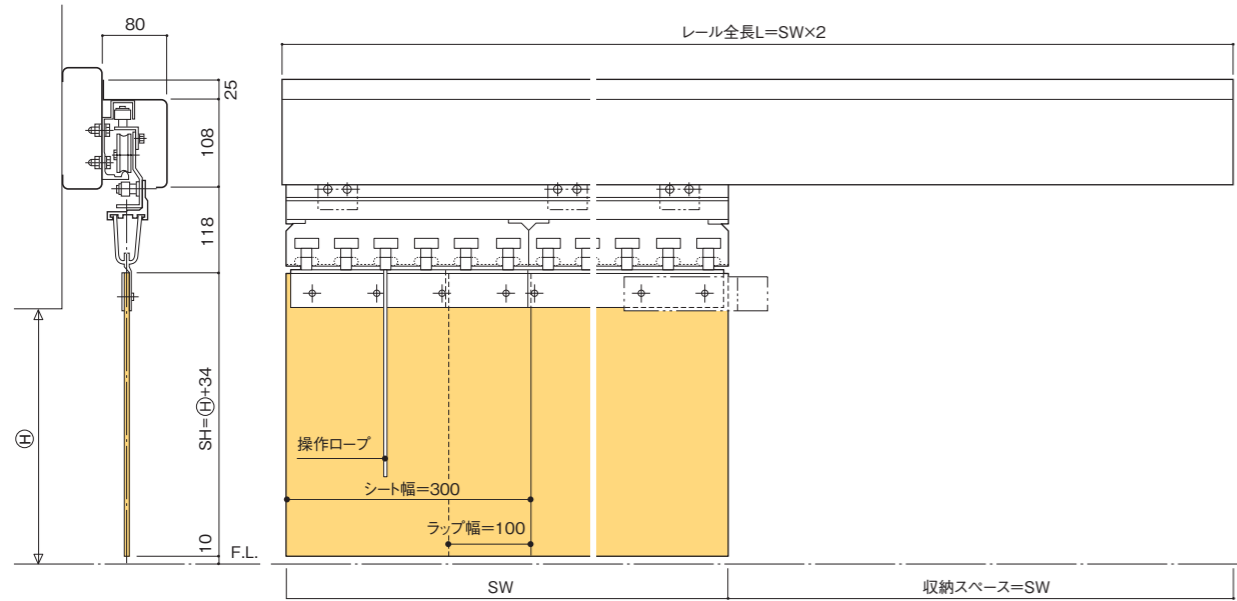 80
レール全長L=SW×2
25
108
118
SH=Ⓗ+34
Ⓗ
操作ロープ
シート幅=300
ラップ幅=100
10
F.L.
SW
収納スペース=SW